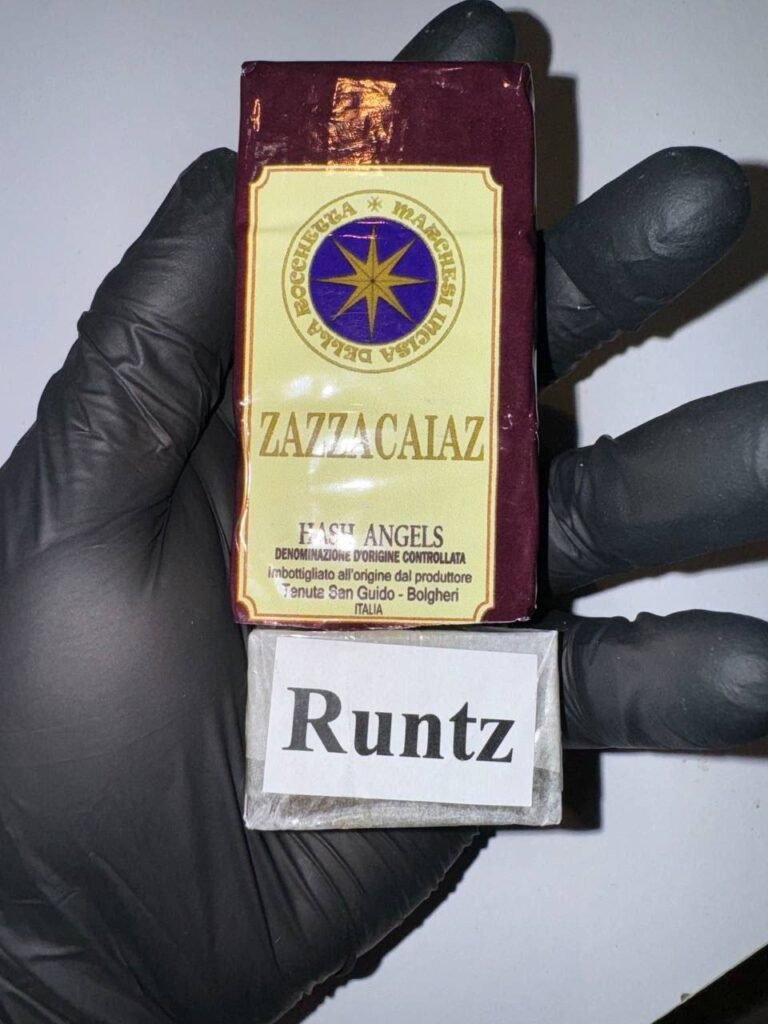 MARCHESI INCISA DELLA ROCCHETTA
ZAZZACAIAZ
HASH ANGELS
DENOMINAZIONE D'ORIGINE CONTROLLATA
Imbottigliato all'origine dal produttore
Tenuta San Guido - Bolgheri
ITALIA
Runtz